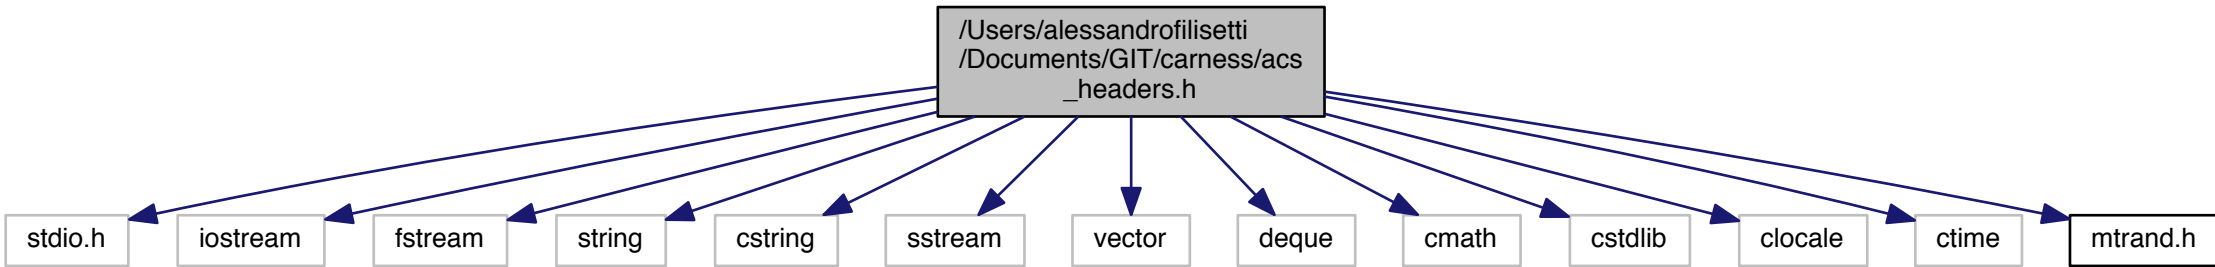 /Users/alessandrofilisetti
/Documents/GIT/carness/acs
_headers.h
stdio.h
iostream
fstream
string
cstring
sstream
vector
deque
cmath
cstdlib
clocale
ctime
mtrand.h